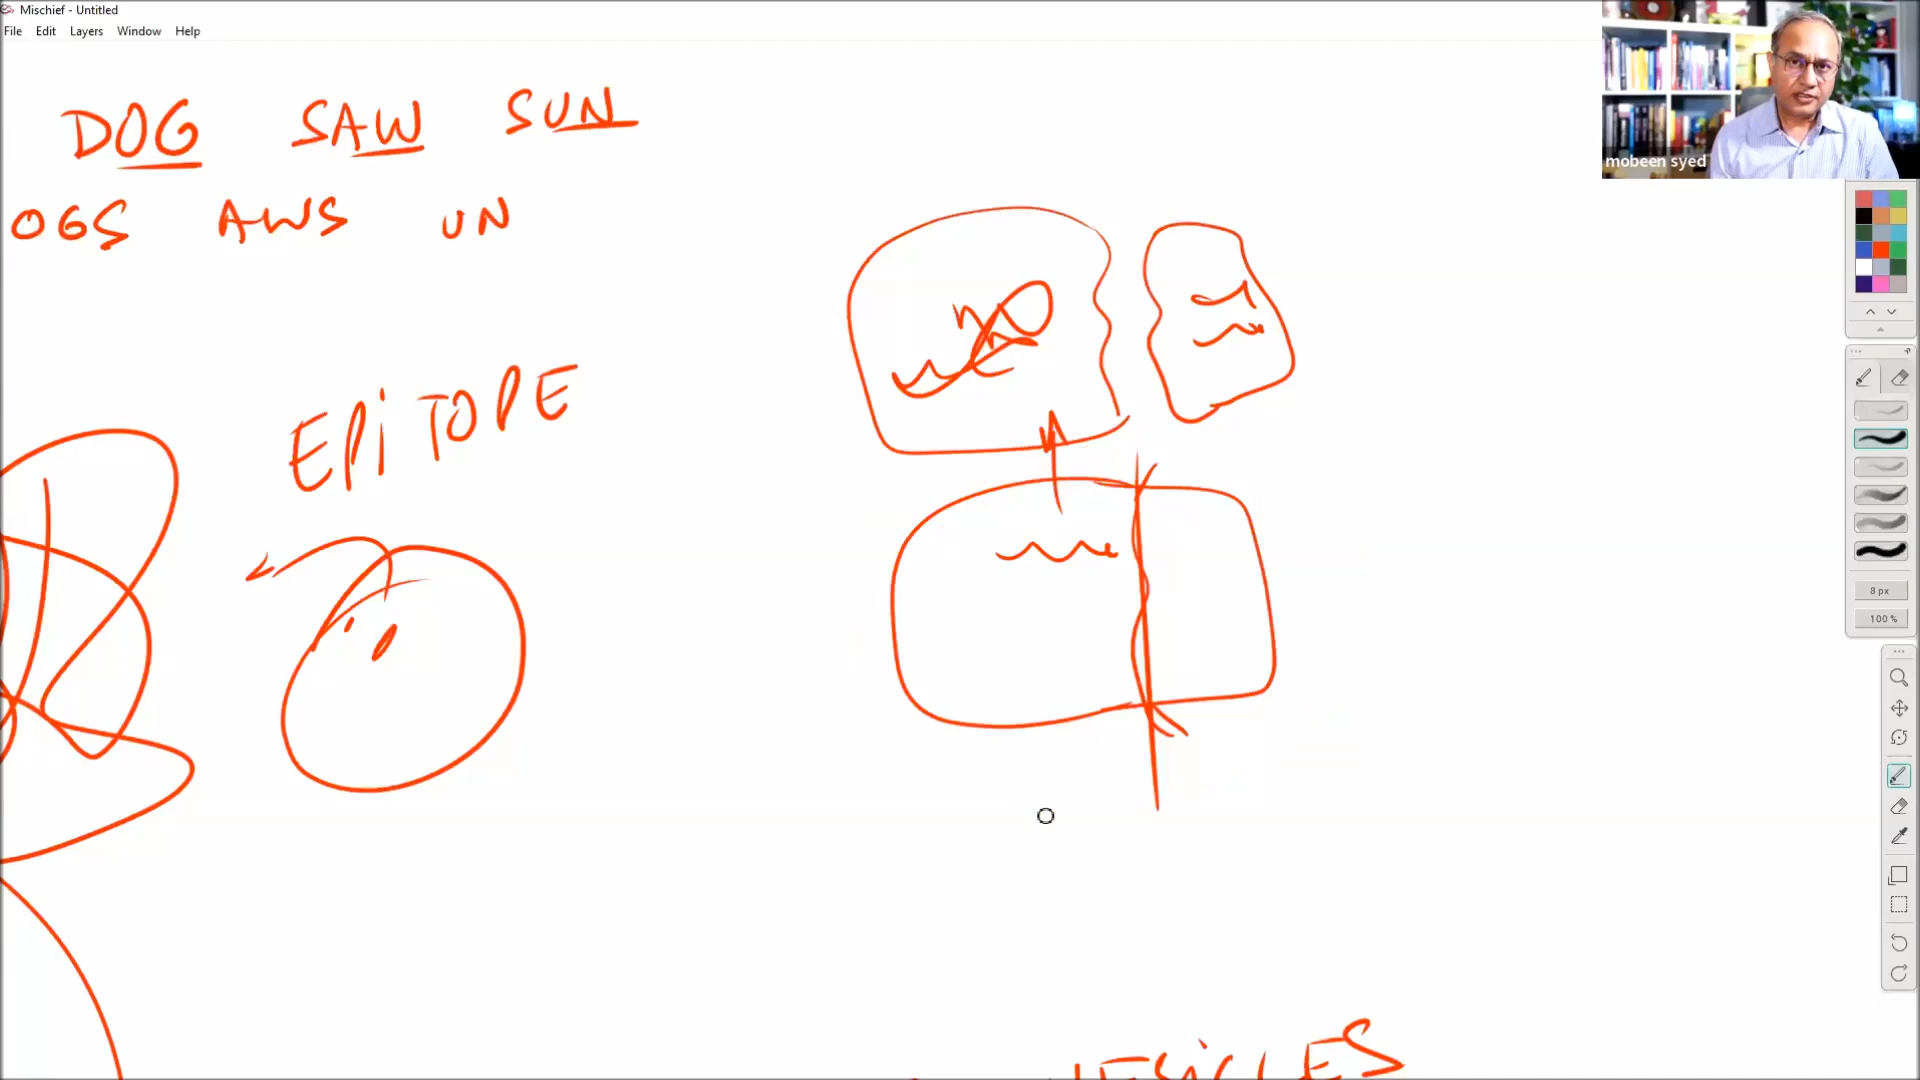 Mischief - Untitled
File Edit Layers Window Help
mobeen syed
DOG SAW SUN
OGS AWS UN
EPITOPE
8 px
100 %
VESICLES